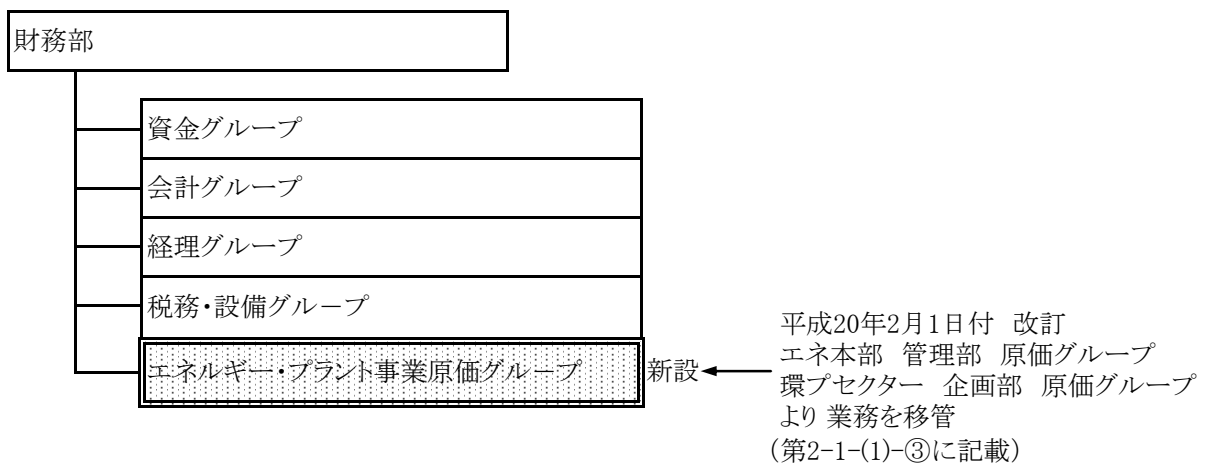 財務部
資金グループ
会計グループ
経理グループ
税務・設備グループ
エネルギー・プラント事業原価グループ
新設
平成20年2月1日付 改訂
エネ本部 管理部 原価グループ
環プセクター 企画部 原価グループ
より 業務を移管
（第2-1-(1)-③に記載）